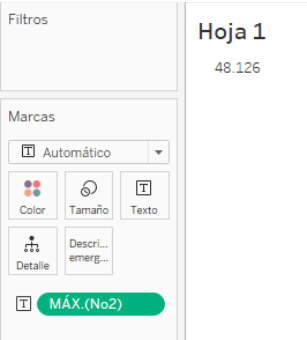 Filtros
Hoja 1
48.126
Marcas
Automático
Color
Tamaño
Texto
Detalle
Descri...
emerg...
MÁX.(No2)